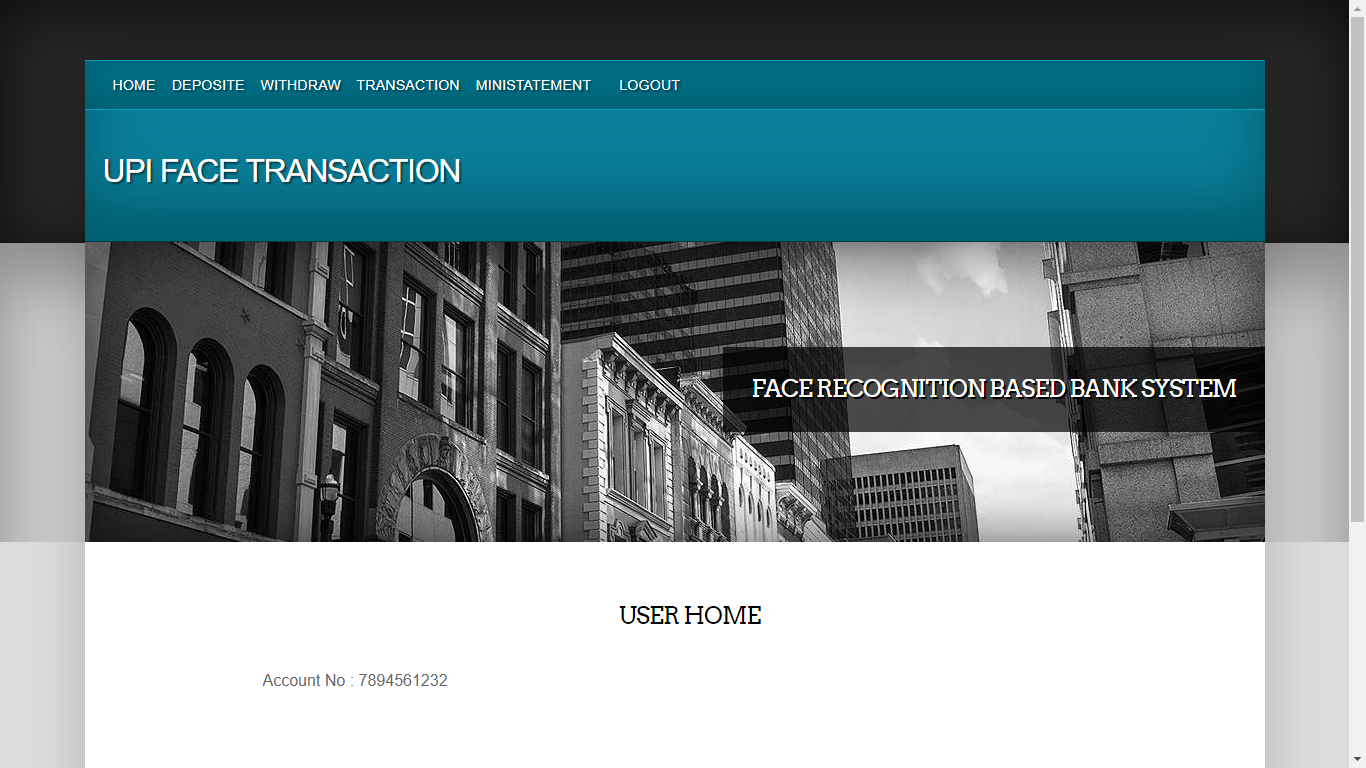 HOME DEPOSITE WITHDRAW TRANSACTION MINISTATEMENT LOGOUT
UPI FACE TRANSACTION
FACE RECOGNITION BASED BANK SYSTEM
USER HOME
Account No : 7894561232